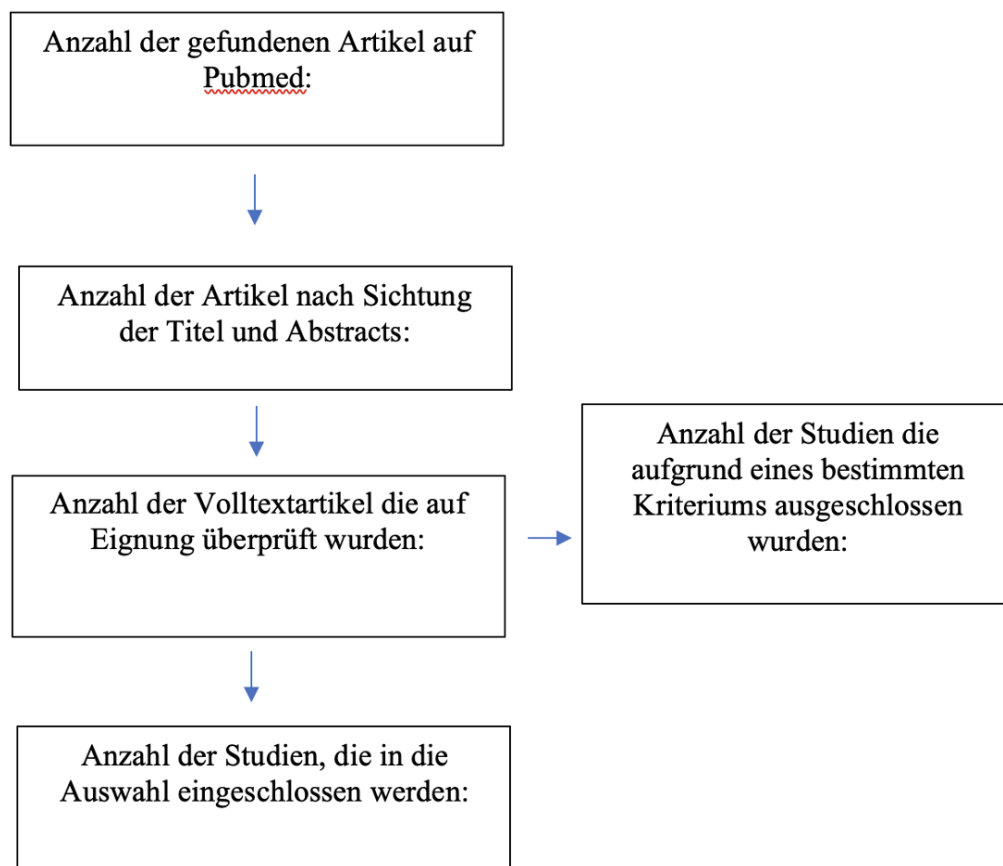 Anzahl der gefundenen Artikel auf
Pubmed:
Anzahl der Artikel nach Sichtung
der Titel und Abstracts:
Anzahl der Volltextartikel die auf
Eignung überprüft wurden:
Anzahl der Studien die
aufgrund eines bestimmten
Kriteriums ausgeschlossen
wurden:
Anzahl der Studien, die in die
Auswahl eingeschlossen werden: